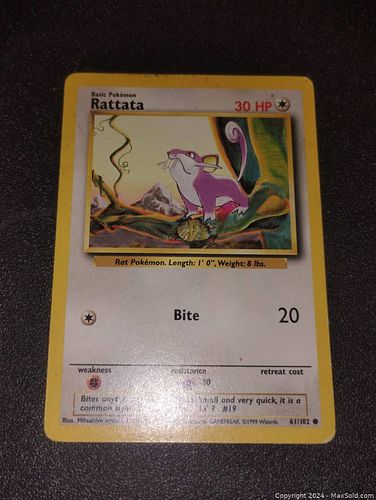 Basic Pokémon
Rattata
30 HP
Rat Pokémon. Length: 1' 0", Weight: 8 lbs.
Bite
20
weakness resistance retreat cost
30
Bites small and very quick, it is a
common #19
Illus. Mitsuhiro GAMEFREAK. ©1999 Wizards. 61/102
Copyright 2024 - MaxSold.com